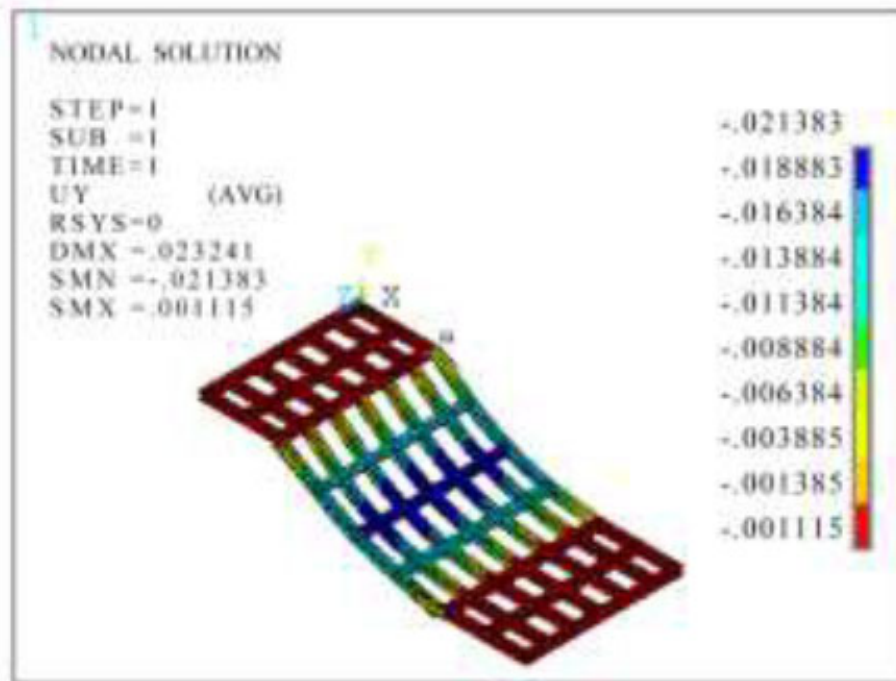 1
NODAL SOLUTION
STEP=1
SUB =1
TIME=1
UY (AVG)
RSYS=0
DMX =.023241
SMN =-.021383
SMX =.001115
Y
Z X
-.021383
-.018883
-.016384
-.013884
-.011384
-.008884
-.006384
-.003885
-.001385
-.001115